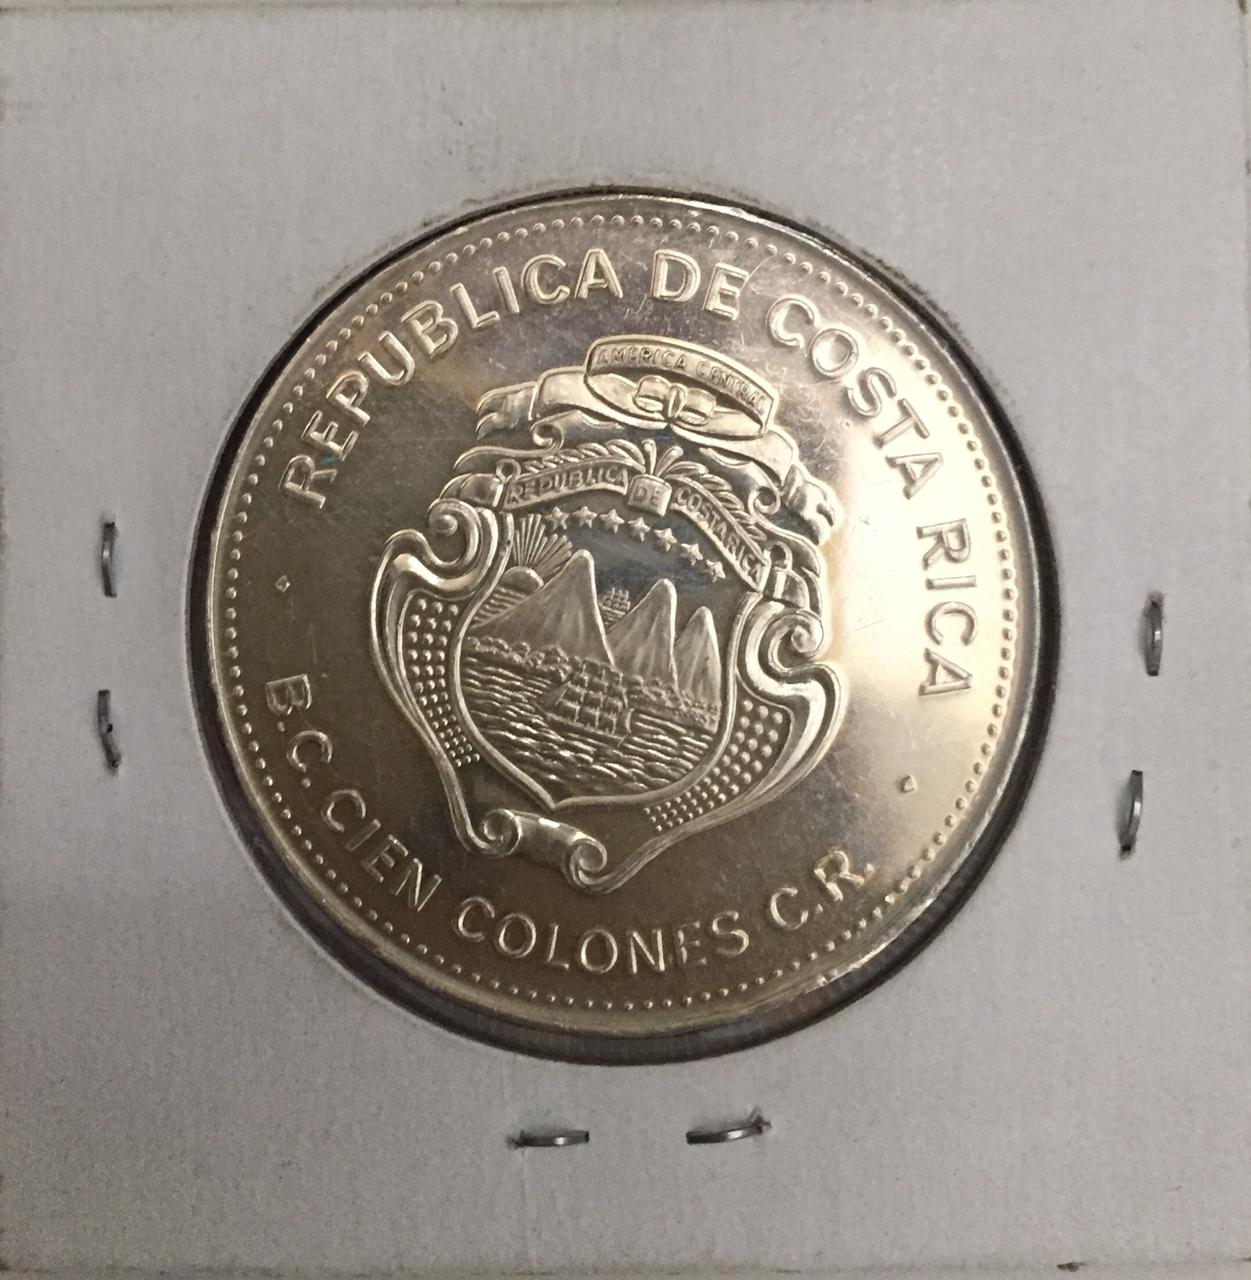 REPUBLICA DE COSTA RICA
AMERICA CENTRAL
REPUBLICA DE COSTA RICA
B.C. CIEN COLONES C.R.